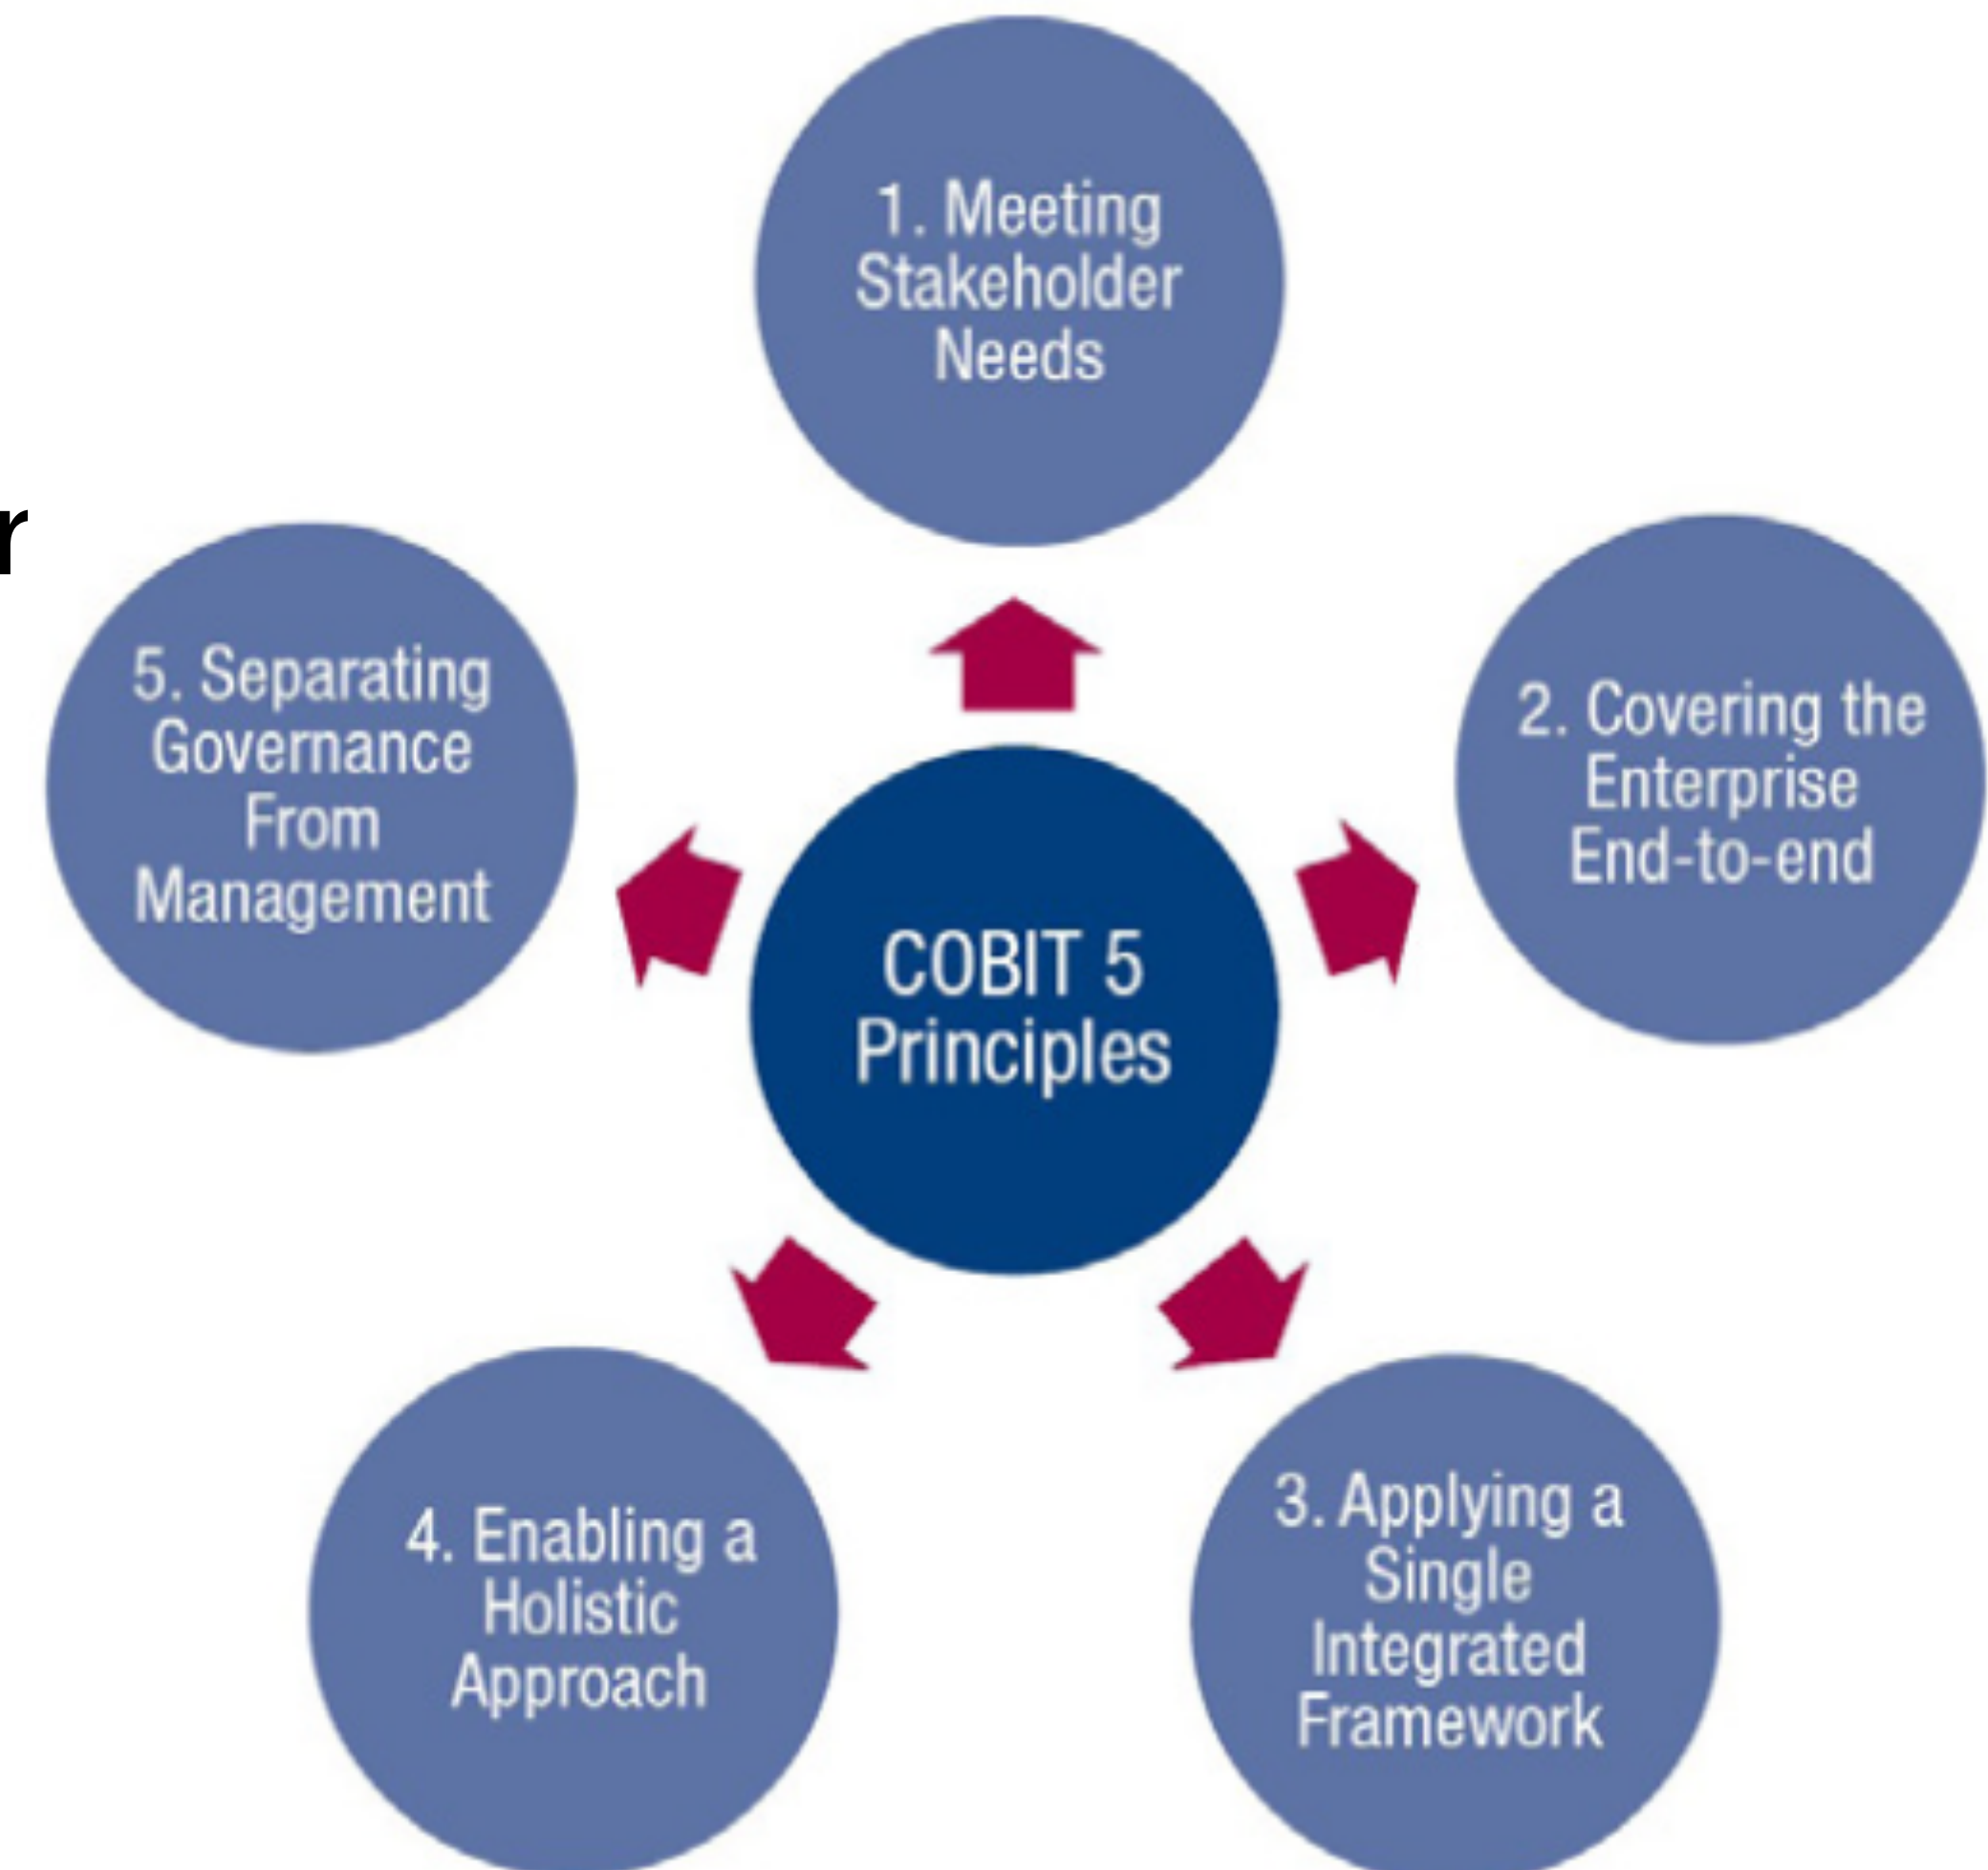 1. Meeting
Stakeholder
Needs
r
5. Separating
Governance
From
Management
2. Covering the
Enterprise
End-to-end
COBIT 5
Principles
4. Enabling a
Holistic
Approach
3. Applying a
Single
Integrated
Framework